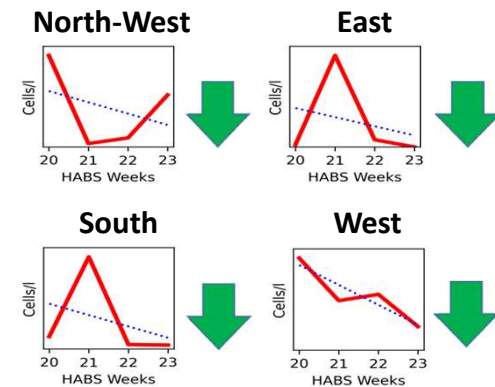 North-West
Cells/l
20 21 22 23
HABS Weeks
East
Cells/l
20 21 22 23
HABS Weeks
South
Cells/l
20 21 22 23
HABS Weeks
West
Cells/l
20 21 22 23
HABS Weeks